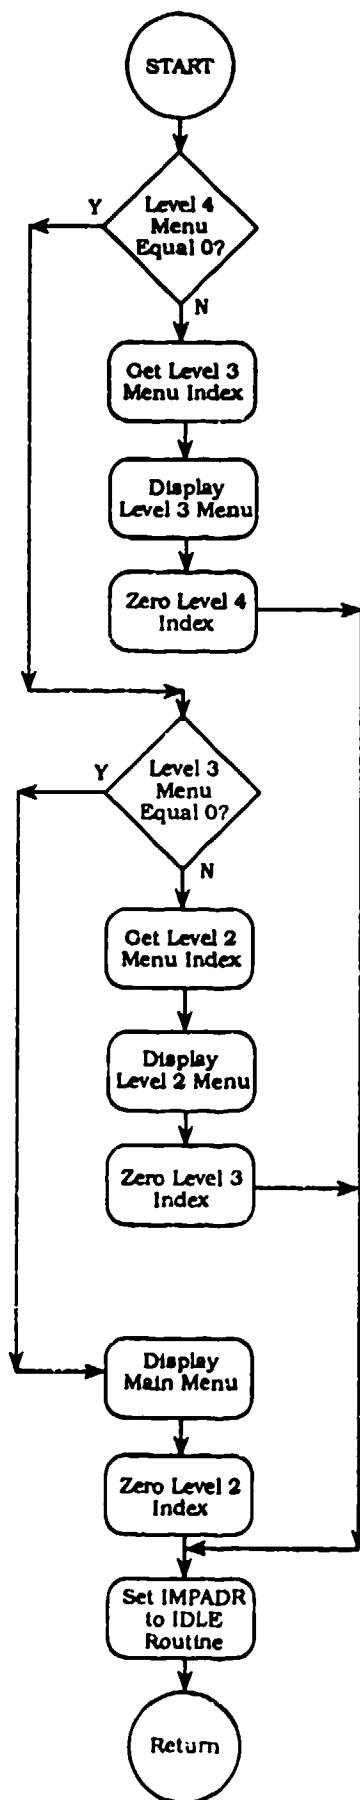 START
Level 4
Menu
Equal 0?
Y
N
Get Level 3
Menu Index
Display
Level 3 Menu
Zero Level 4
Index
Level 3
Menu
Equal 0?
Y
N
Get Level 2
Menu Index
Display
Level 2 Menu
Zero Level 3
Index
Display
Main Menu
Zero Level 2
Index
Set IMPADR
to IDLE
Routine
Return